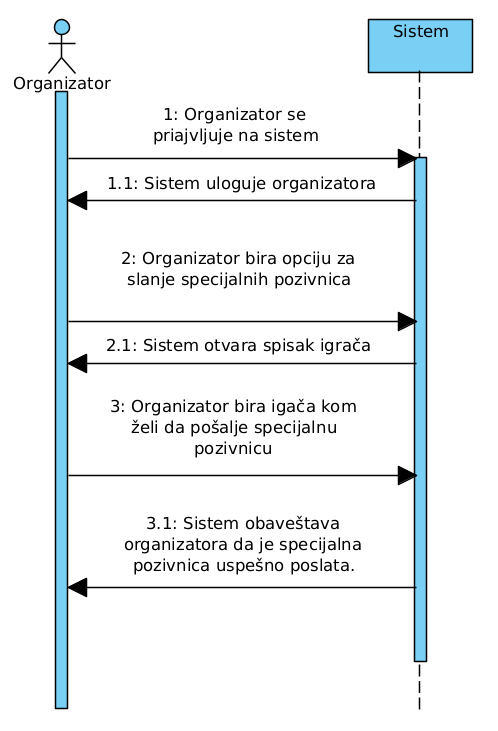 Sistem
Organizator
1: Organizator se
priajvljuje na sistem
1.1: Sistem uloguje organizatora
2: Organizator bira opciju za
slanje specijalnih pozivnica
2.1: Sistem otvara spisak igrača
3: Organizator bira igača kom
želi da pošalje specijalnu
pozivnicu
3.1: Sistem obaveštava
organizatora da je specijalna
pozivnica uspešno poslata.